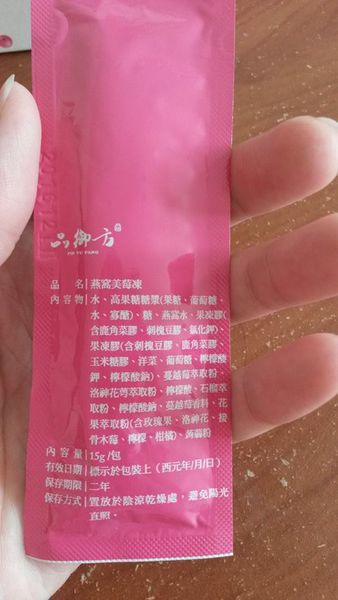 品御方
PIN YU FANG
品 名 燕窩美莓凍
內容物 水、高果糖糖漿(果糖、葡萄糖、
水、寡醣)、糖、燕窩水、果凍膠(
含鹿角菜膠、刺槐豆膠、氯化鉀)、
果凍膠(含刺槐豆膠、鹿角菜膠、
玉米糖膠、洋菜、葡萄糖、檸檬酸
鉀、檸檬酸鈉)、蔓越莓萃取粉、
洛神花萼萃取粉、檸檬酸、石榴萃
取粉、檸檬酸鈉、蔓越莓香料、花
果萃取粉(含玫瑰果、洛神花、接
骨木莓、檸檬、柑橘)、蒟蒻粉
內容量 15g/包
有效日期 標示於包裝上(西元年/月/日)
保存期限 二年
保存方式 置放於陰涼乾燥處,避免陽光
直照。